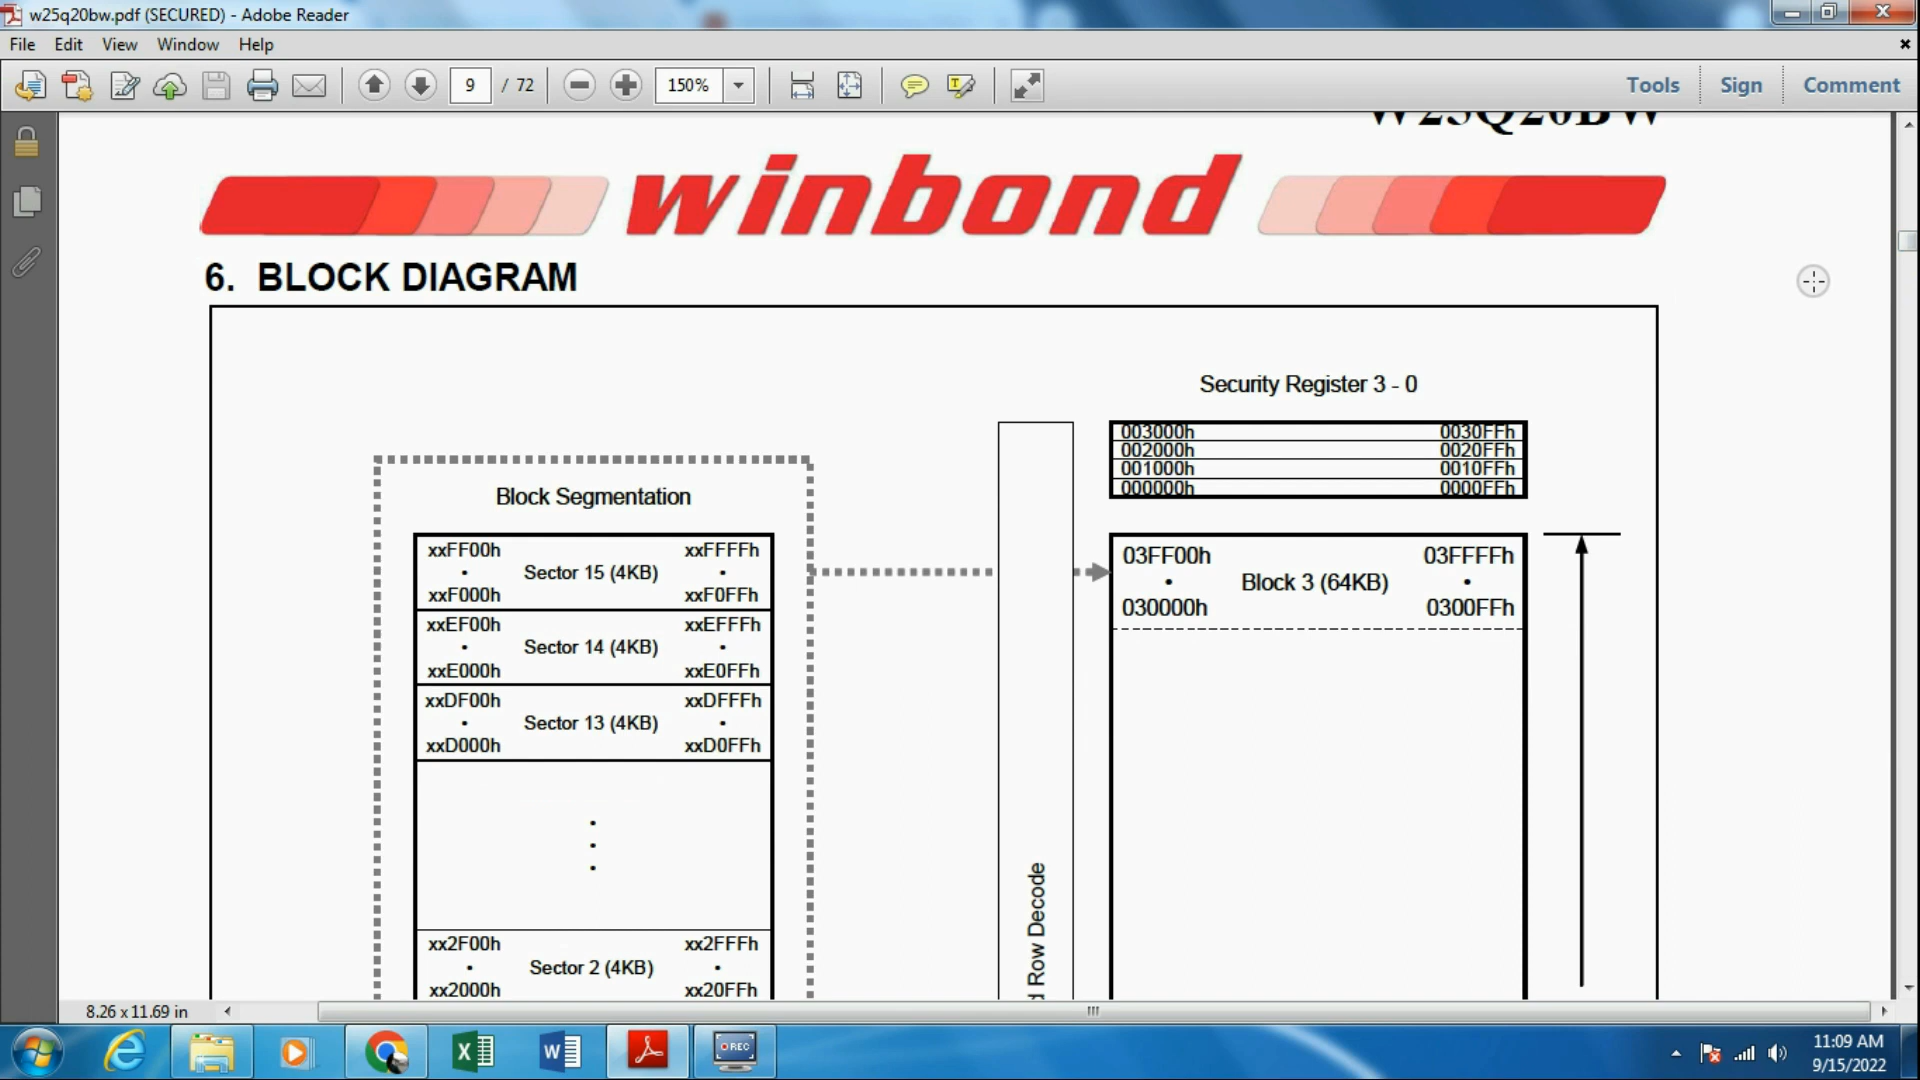 w25q20bw.pdf (SECURED) - Adobe Reader
File Edit View Window Help
9 / 72 150% Tools Sign Comment
W25Q20BW
winbond
6. BLOCK DIAGRAM
Security Register 3 - 0
003000h 0030FFh
002000h 0020FFh
001000h 0010FFh
000000h 0000FFh
Block Segmentation
xxFF00h xxFFFFh
Sector 15 (4KB)
xxF000h xxF0FFh
xxEF00h xxEFFFh
Sector 14 (4KB)
xxE000h xxE0FFh
xxDF00h xxDFFFh
Sector 13 (4KB)
xxD000h xxD0FFh
xx2F00h xx2FFFh
Sector 2 (4KB)
xx2000h xx20FFh
Row Decode
03FF00h 03FFFFh
Block 3 (64KB)
030000h 0300FFh
8.26 x 11.69 in
REC
11:09 AM
9/15/2022